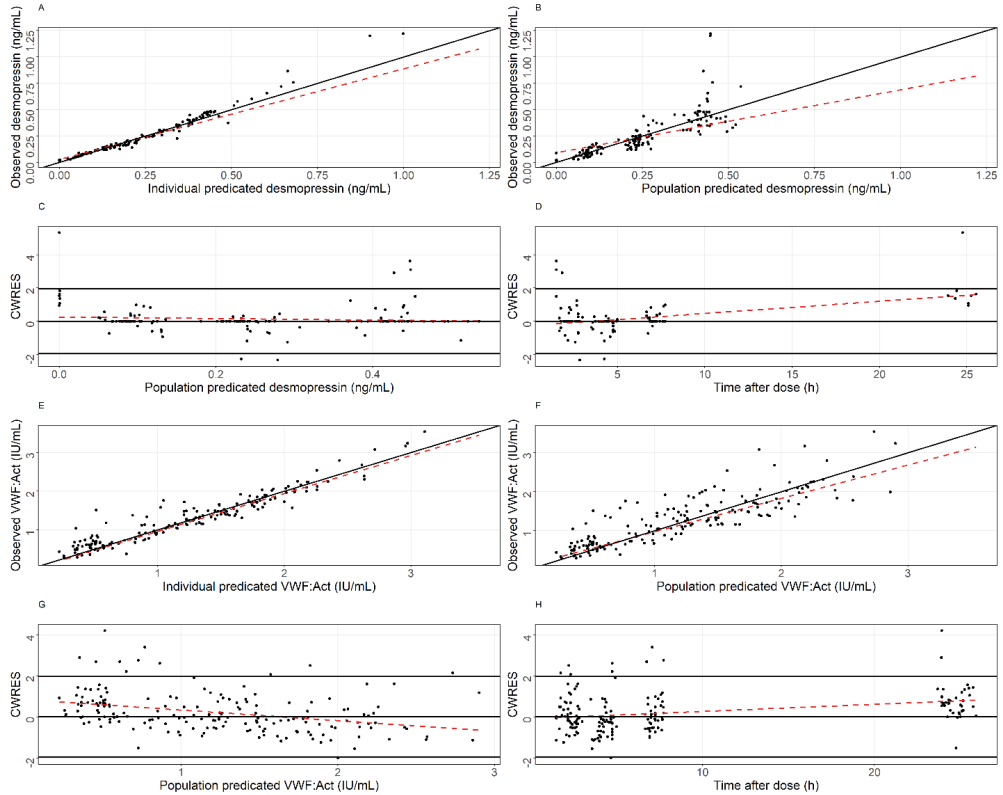 A
Observed desmopressin (ng/mL)
0.00 0.25 0.50 0.75 1.00 1.25
0.00 0.25 0.50 0.75 1.00 1.25
Individual predicated desmopressin (ng/mL)
B
Observed desmopressin (ng/mL)
0.00 0.25 0.50 0.75 1.00 1.25
0.00 0.25 0.50 0.75 1.00 1.25
Population predicated desmopressin (ng/mL)
C
CWRES
-2 0 2 4
0.0 0.2 0.4
Population predicated desmopressin (ng/mL)
D
CWRES
-2 0 2 4
5 10 15 20 25
Time after dose (h)
E
Observed VWF:Act (IU/mL)
1 2 3
1 2 3
Individual predicated VWF:Act (IU/mL)
F
Observed VWF:Act (IU/mL)
1 2 3
1 2 3
Population predicated VWF:Act (IU/mL)
G
CWRES
-2 0 2 4
1 2 3
Population predicated VWF:Act (IU/mL)
H
CWRES
-2 0 2 4
10 20
Time after dose (h)